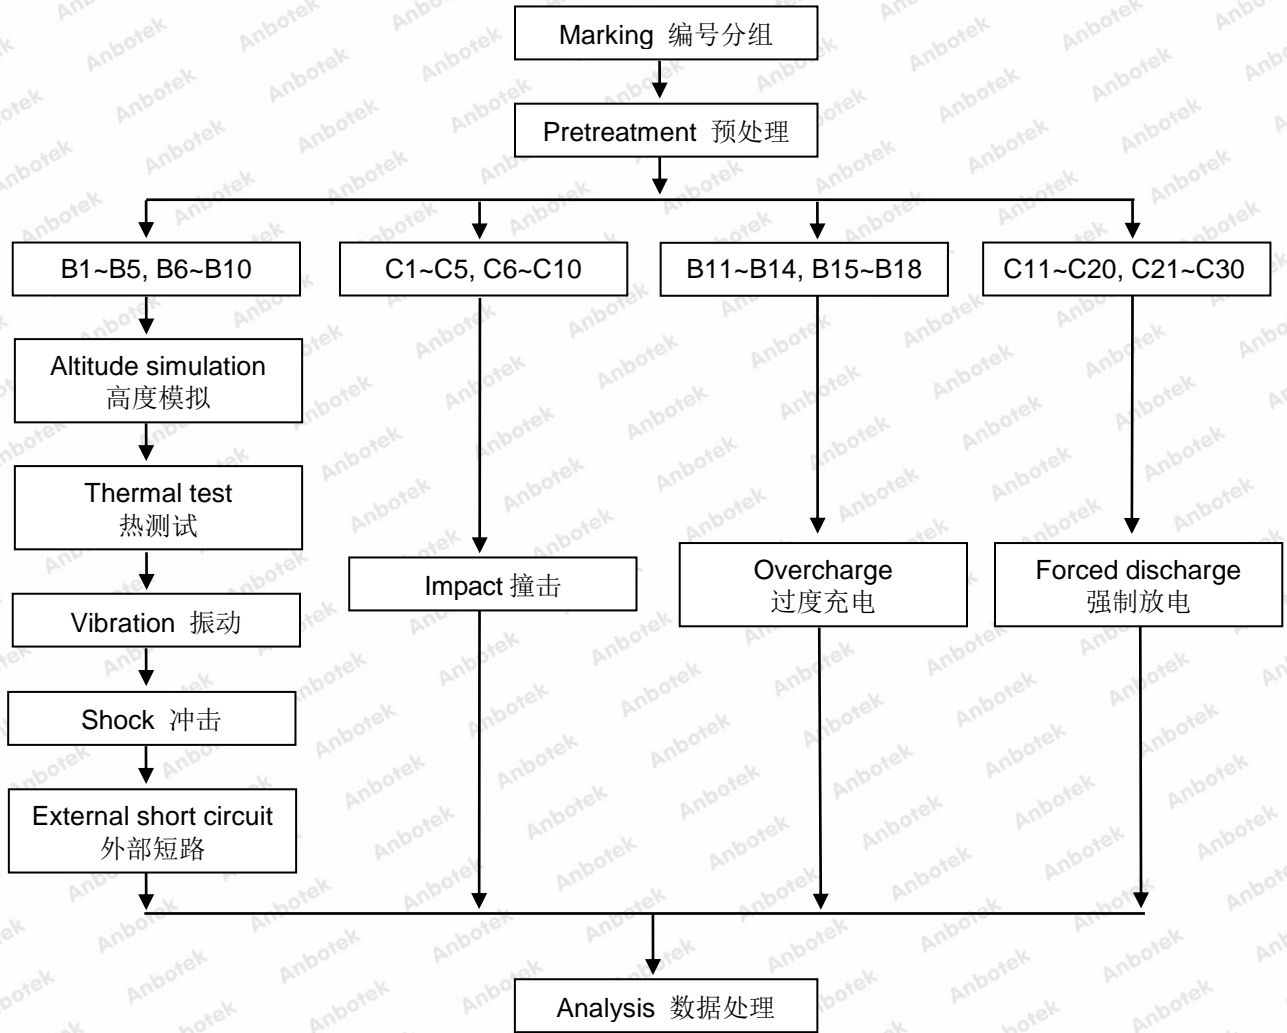 Marking 编号分组
Pretreatment 预处理
B1~B5, B6~B10
C1~C5, C6~C10
B11~B14, B15~B18
C11~C20, C21~C30
Altitude simulation
高度模拟
Thermal test
热测试
Vibration 振动
Shock 冲击
External short circuit
外部短路
Impact 撞击
Overcharge
过度充电
Forced discharge
强制放电
Analysis 数据处理
Anbotek